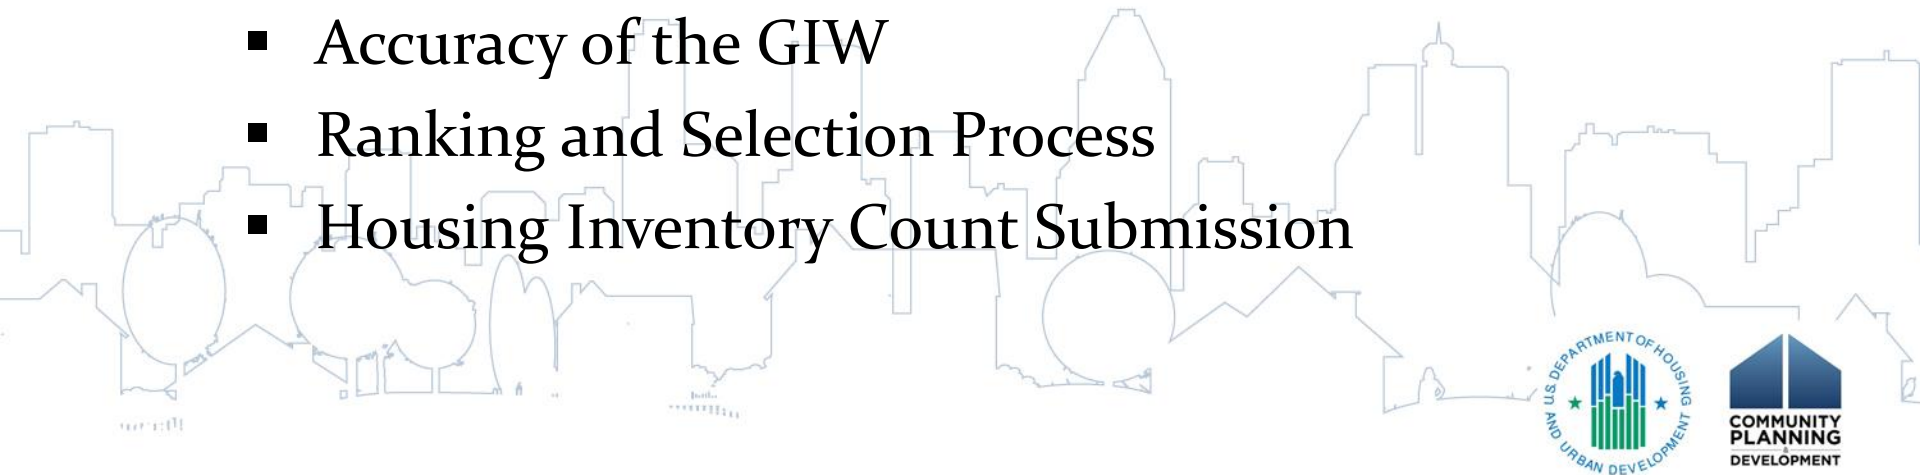 ▪ Accuracy of the GIW
▪ Ranking and Selection Process
▪ Housing Inventory Count Submission
U.S. DEPARTMENT OF HOUSING AND URBAN DEVELOPMENT
COMMUNITY
PLANNING
&
DEVELOPMENT